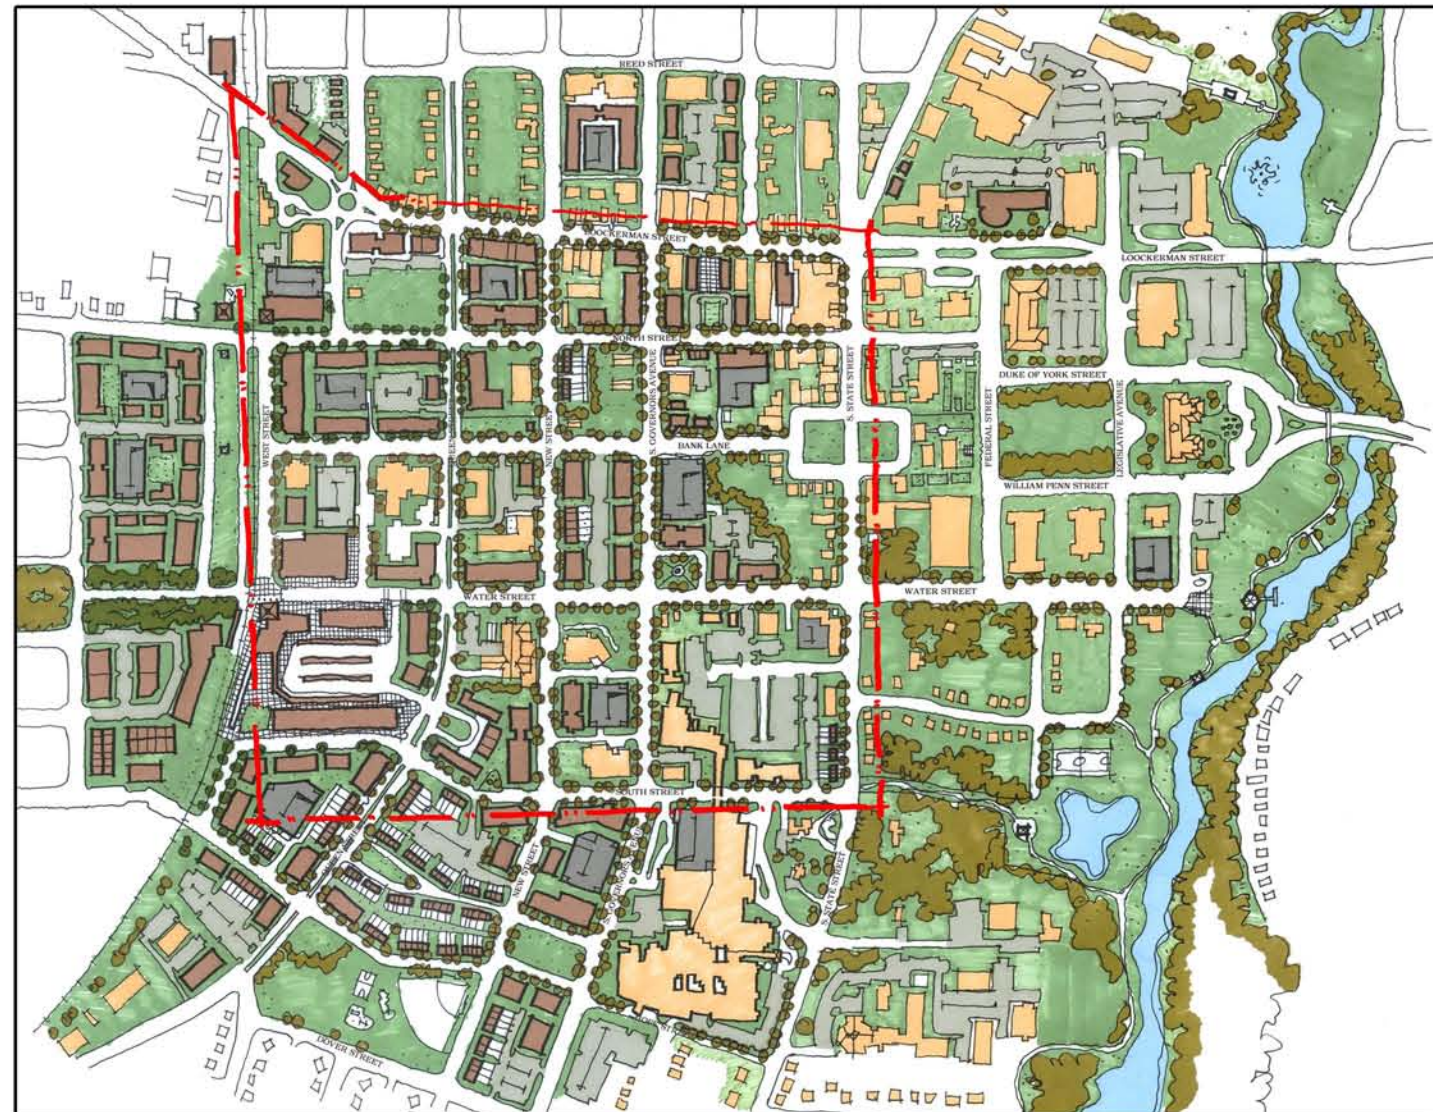 REED STREET
LOOCKERMAN STREET
LOOCKERMAN STREET
NORTH STREET
DUKE OF YORK STREET
S. STATE STREET
S. GOVERNORS AVENUE
WEST STREET
NEW STREET
FEDERAL STREET
LEGISLATIVE AVENUE
BANK LANE
WILLIAM PENN STREET
WATER STREET
WATER STREET
SOUTH STREET
NEW STREET
S. STATE STREET
DOVER STREET